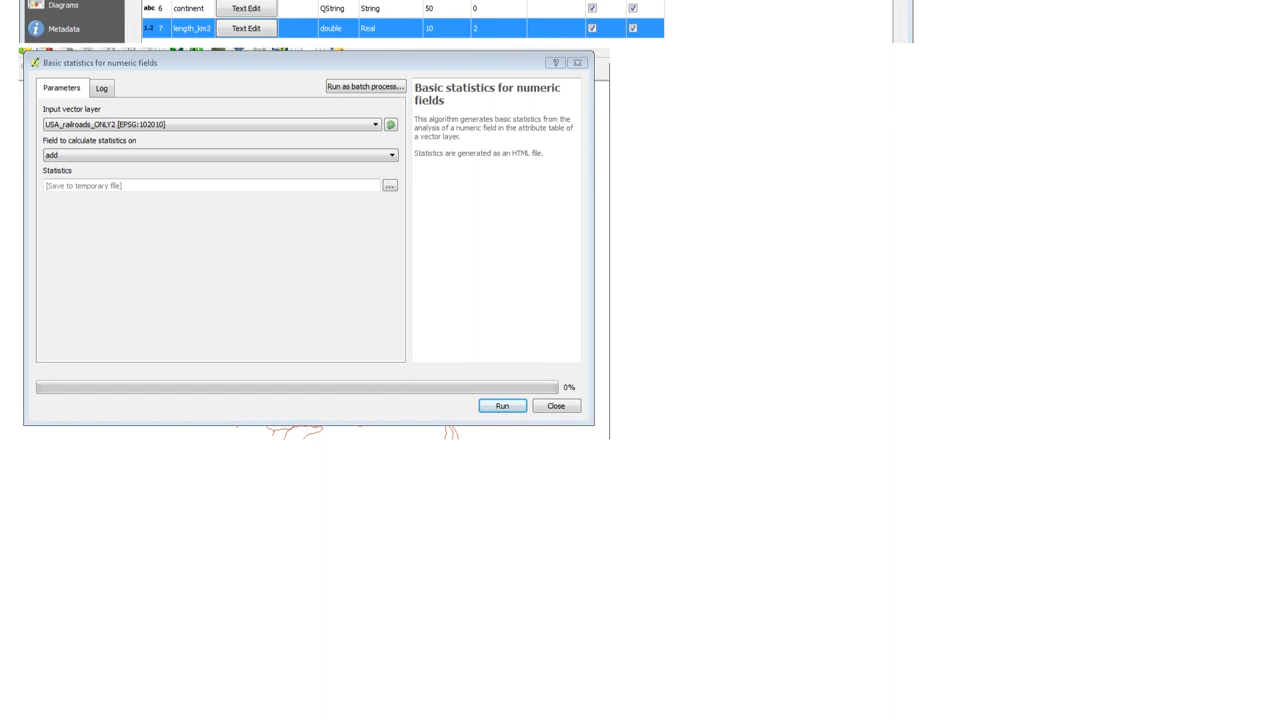 Diagrams
abc 6 continent Text Edit QString String 50 0
Metadata
1.2 7 length_km2 Text Edit double Real 10 2
Basic statistics for numeric fields
Parameters Log Run as batch process...
Input vector layer
USA_railroads_ONLY2 [EPSG:102010]
Field to calculate statistics on
add
Statistics
[Save to temporary file] ...
Basic statistics for numeric
fields
This algorithm generates basic statistics from the
analysis of a numeric field in the attribute table of
a vector layer.
Statistics are generated as an HTML file.
0%
Run Close